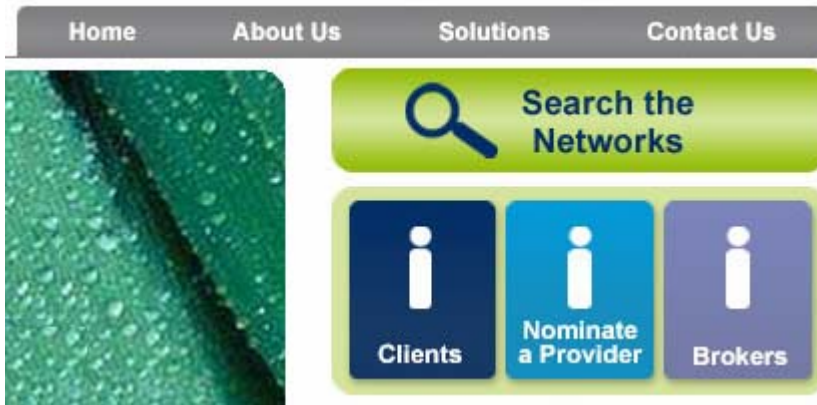 Home About Us Solutions Contact Us
Search the
Networks
Clients
Nominate
a Provider
Brokers